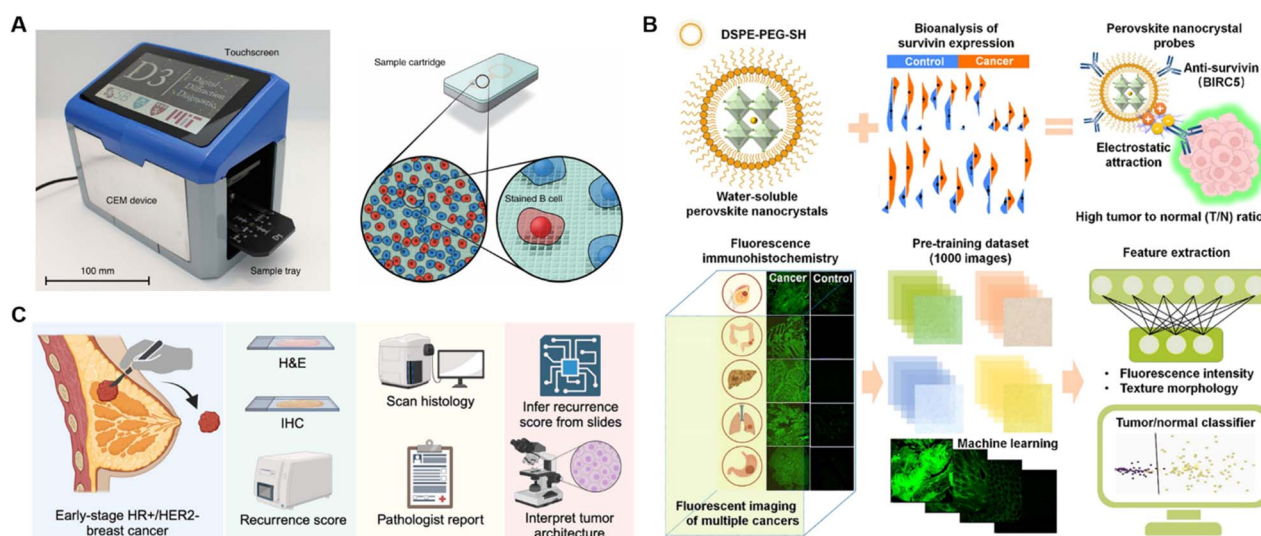 A
Touchscreen
D3
Digital
Diffraction
Diagnostic
CEM device
Sample tray
100 mm
Sample cartridge
Stained B cell
B
DSPE-PEG-SH
Water-soluble
perovskite nanocrystals
Bioanalysis of
survivin expression
Control
Cancer
Perovskite nanocrystal
probes
Anti-survivin
(BIRC5)
Electrostatic
attraction
High tumor to normal (T/N) ratio
Fluorescence
immunohistochemistry
Cancer
Control
Fluorescent imaging
of multiple cancers
Pre-training dataset
(1000 images)
Machine learning
Feature extraction
• Fluorescence intensity
• Texture morphology
Tumor/normal classifier
C
Early-stage HR+/HER2-
breast cancer
H&E
IHC
Recurrence score
Scan histology
Pathologist report
Infer recurrence
score from slides
Interpret tumor
architecture